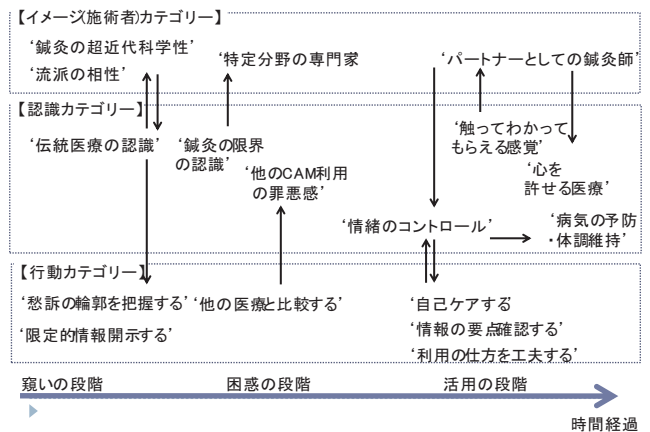 【イメージ(施術者)カテゴリー】
‘鍼灸の超近代科学性’
‘流派の相性’
‘特定分野の専門家’
‘パートナーとしての鍼灸師’
【認識カテゴリー】
‘伝統医療の認識’
‘鍼灸の限界
の認識’
‘他のCAM利用
の罪悪感’
‘触ってわかって
もらえる感覚’
‘心を
許せる医療’
‘情緒のコントロール’
‘病気の予防
・体調維持’
【行動カテゴリー】
‘愁訴の輪郭を把握する’
‘限定的情報開示する’
‘他の医療と比較する’
‘自己ケアする’
‘情報の要点確認する’
‘利用の仕方を工夫する’
窺いの段階
困惑の段階
活用の段階
時間経過